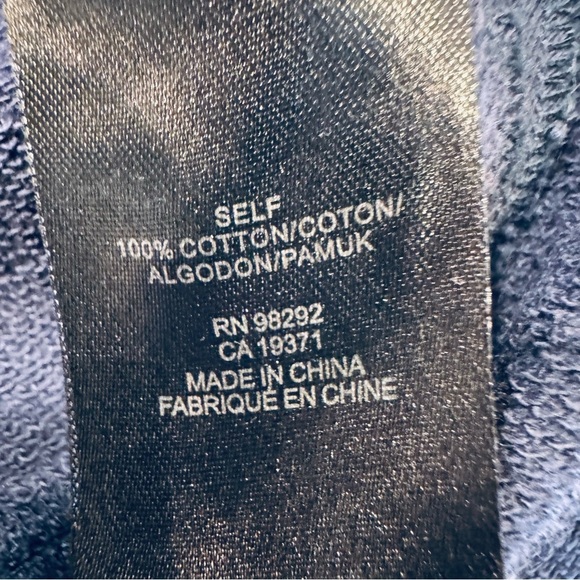 SELF
100% COTTON/COTON/
ALGODON/PAMUK
RN 98292
CA 19371
MADE IN CHINA
FABRIQUÉ EN CHINE